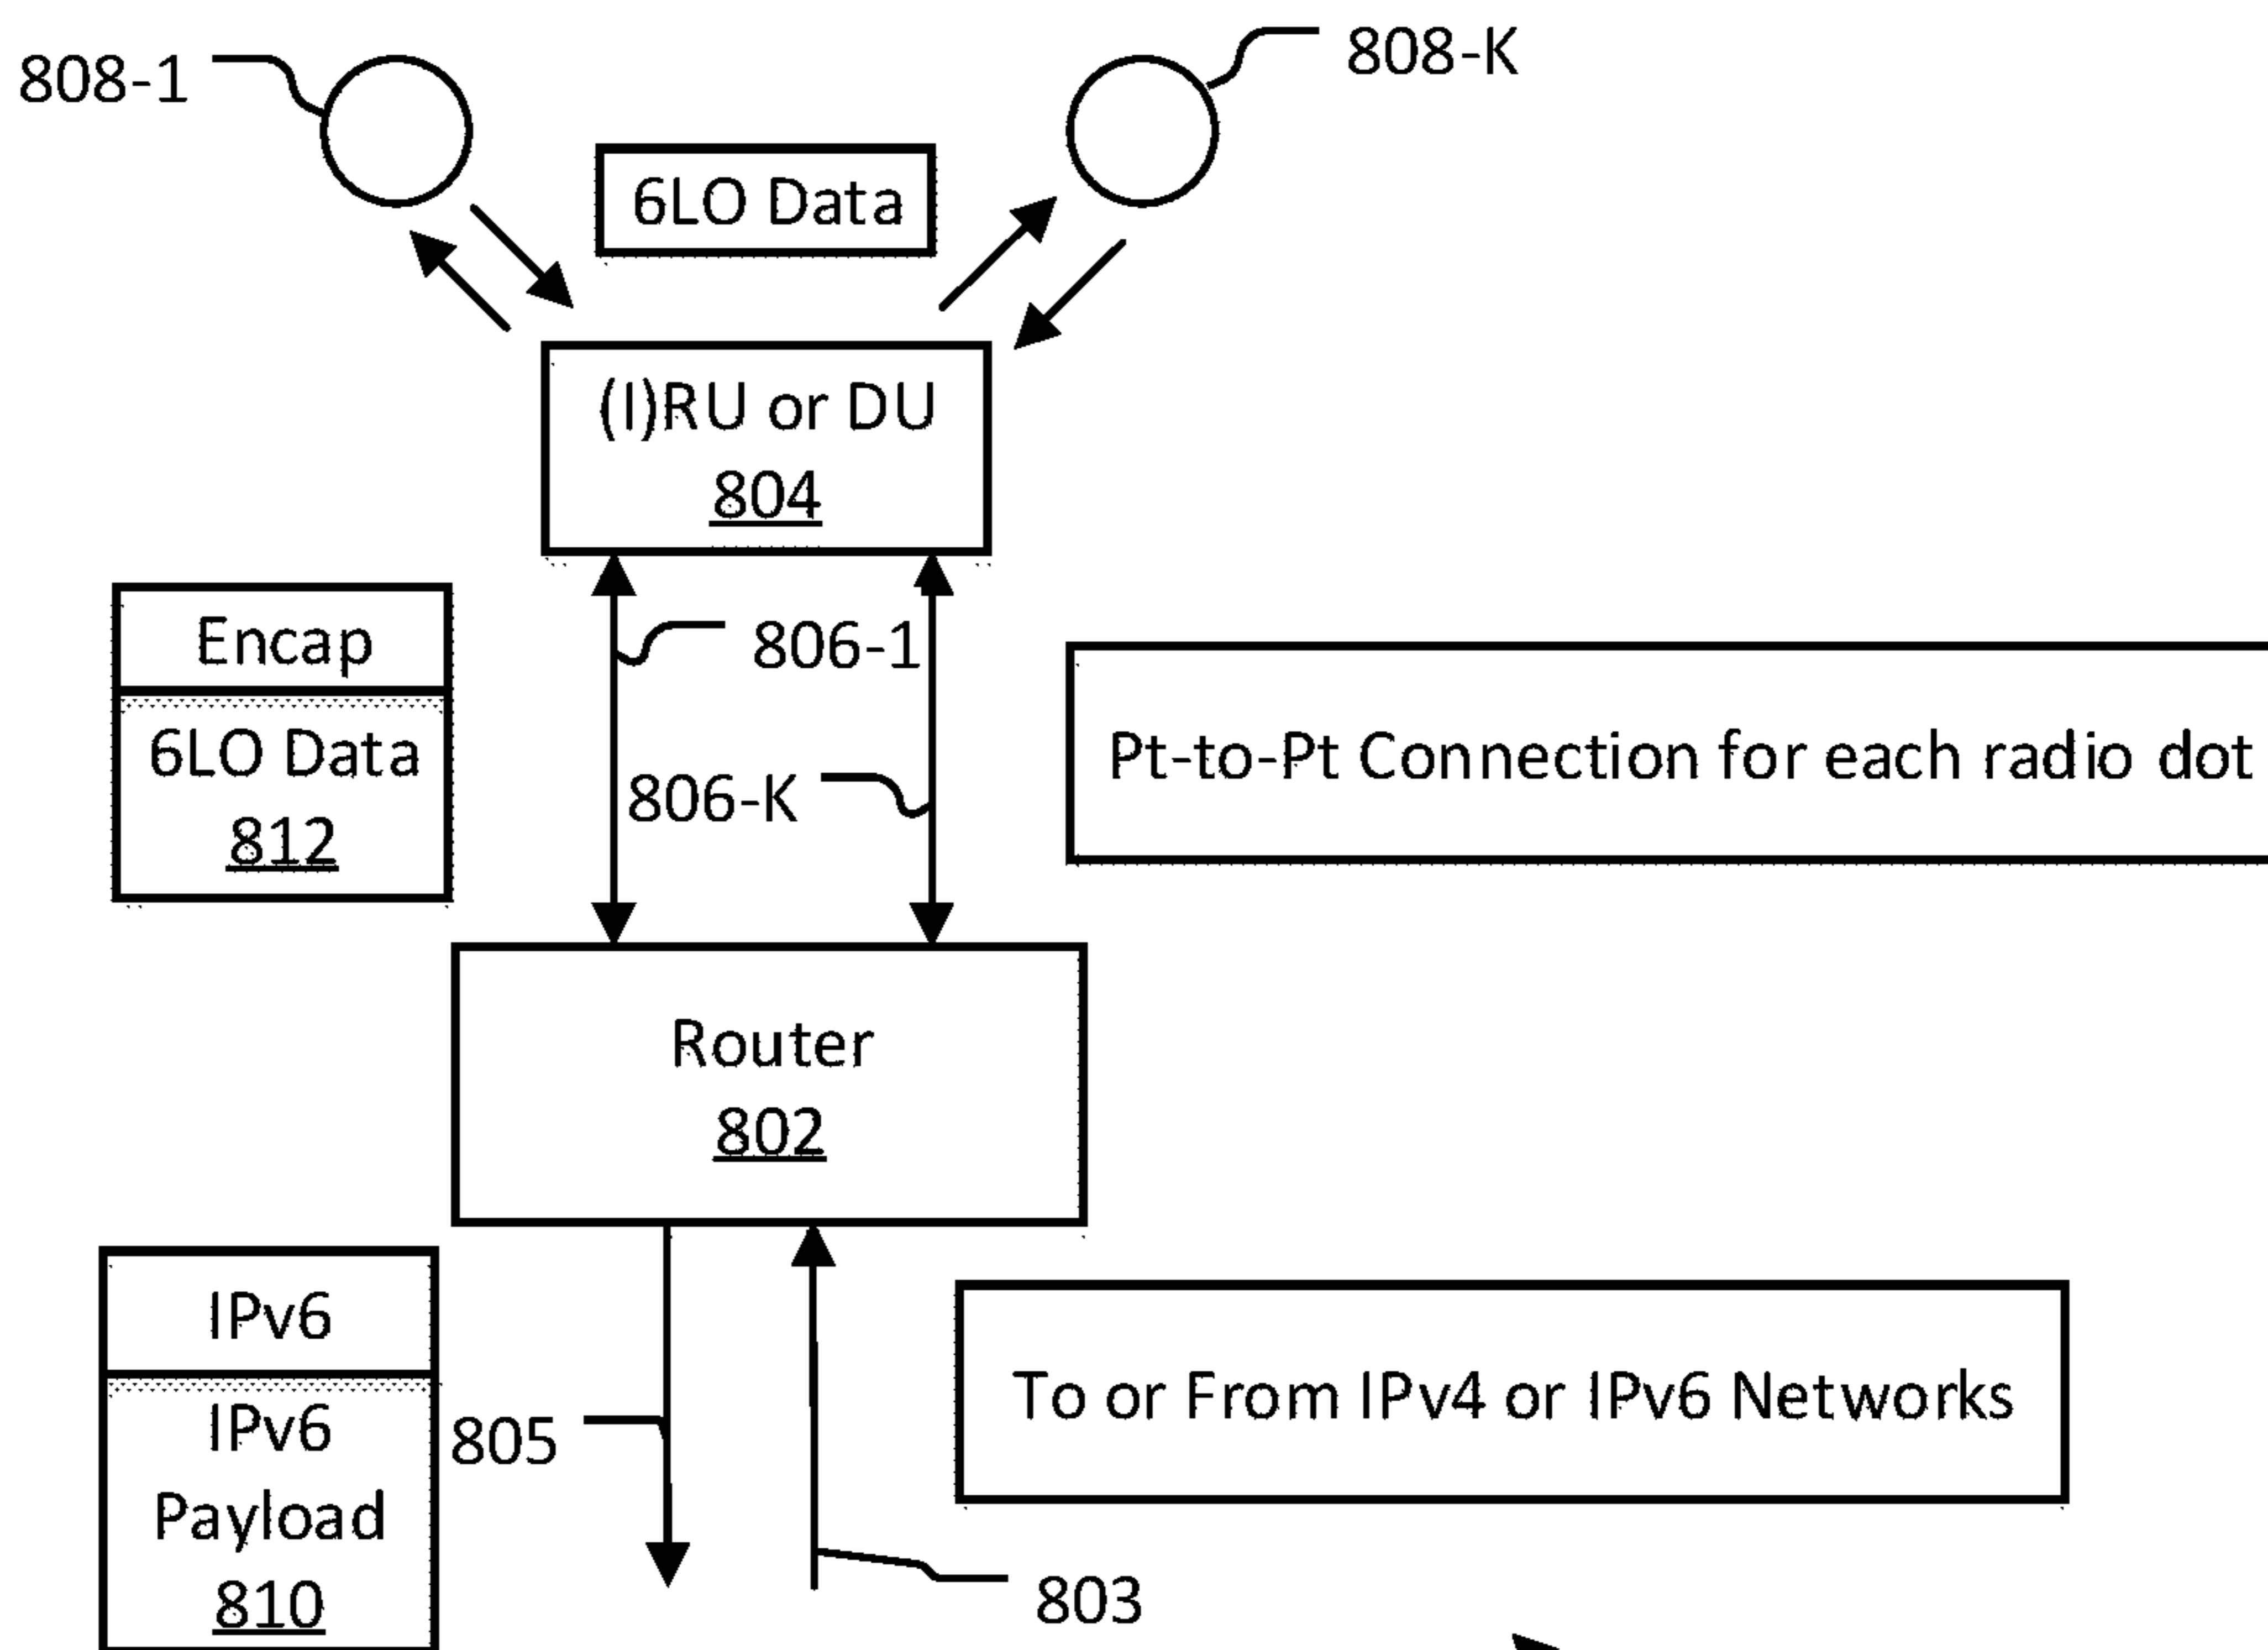 808-1
808-K
6LO Data
(I)RU or DU
804
Encap
806-1
6LO Data
812
806-K
Pt-to-Pt Connection for each radio dot
Router
802
IPv6
IPv6
Payload
810
805
To or From IPv4 or IPv6 Networks
803